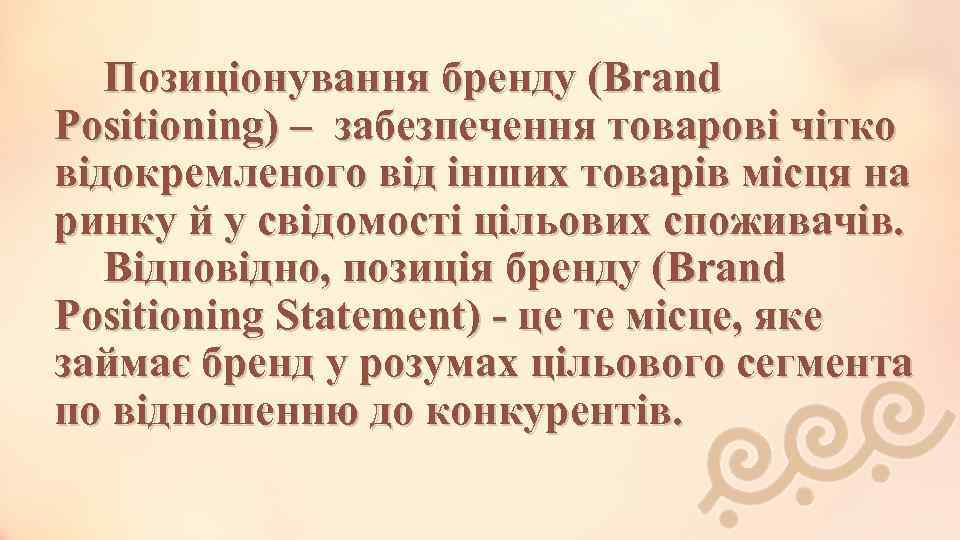 Позиціонування бренду (Brand
Positioning) – забезпечення товарові чітко
відокремленого від інших товарів місця на
ринку й у свідомості цільових споживачів.
Відповідно, позиція бренду (Brand
Positioning Statement) - це те місце, яке
займає бренд у розумах цільового сегмента
по відношенню до конкурентів.